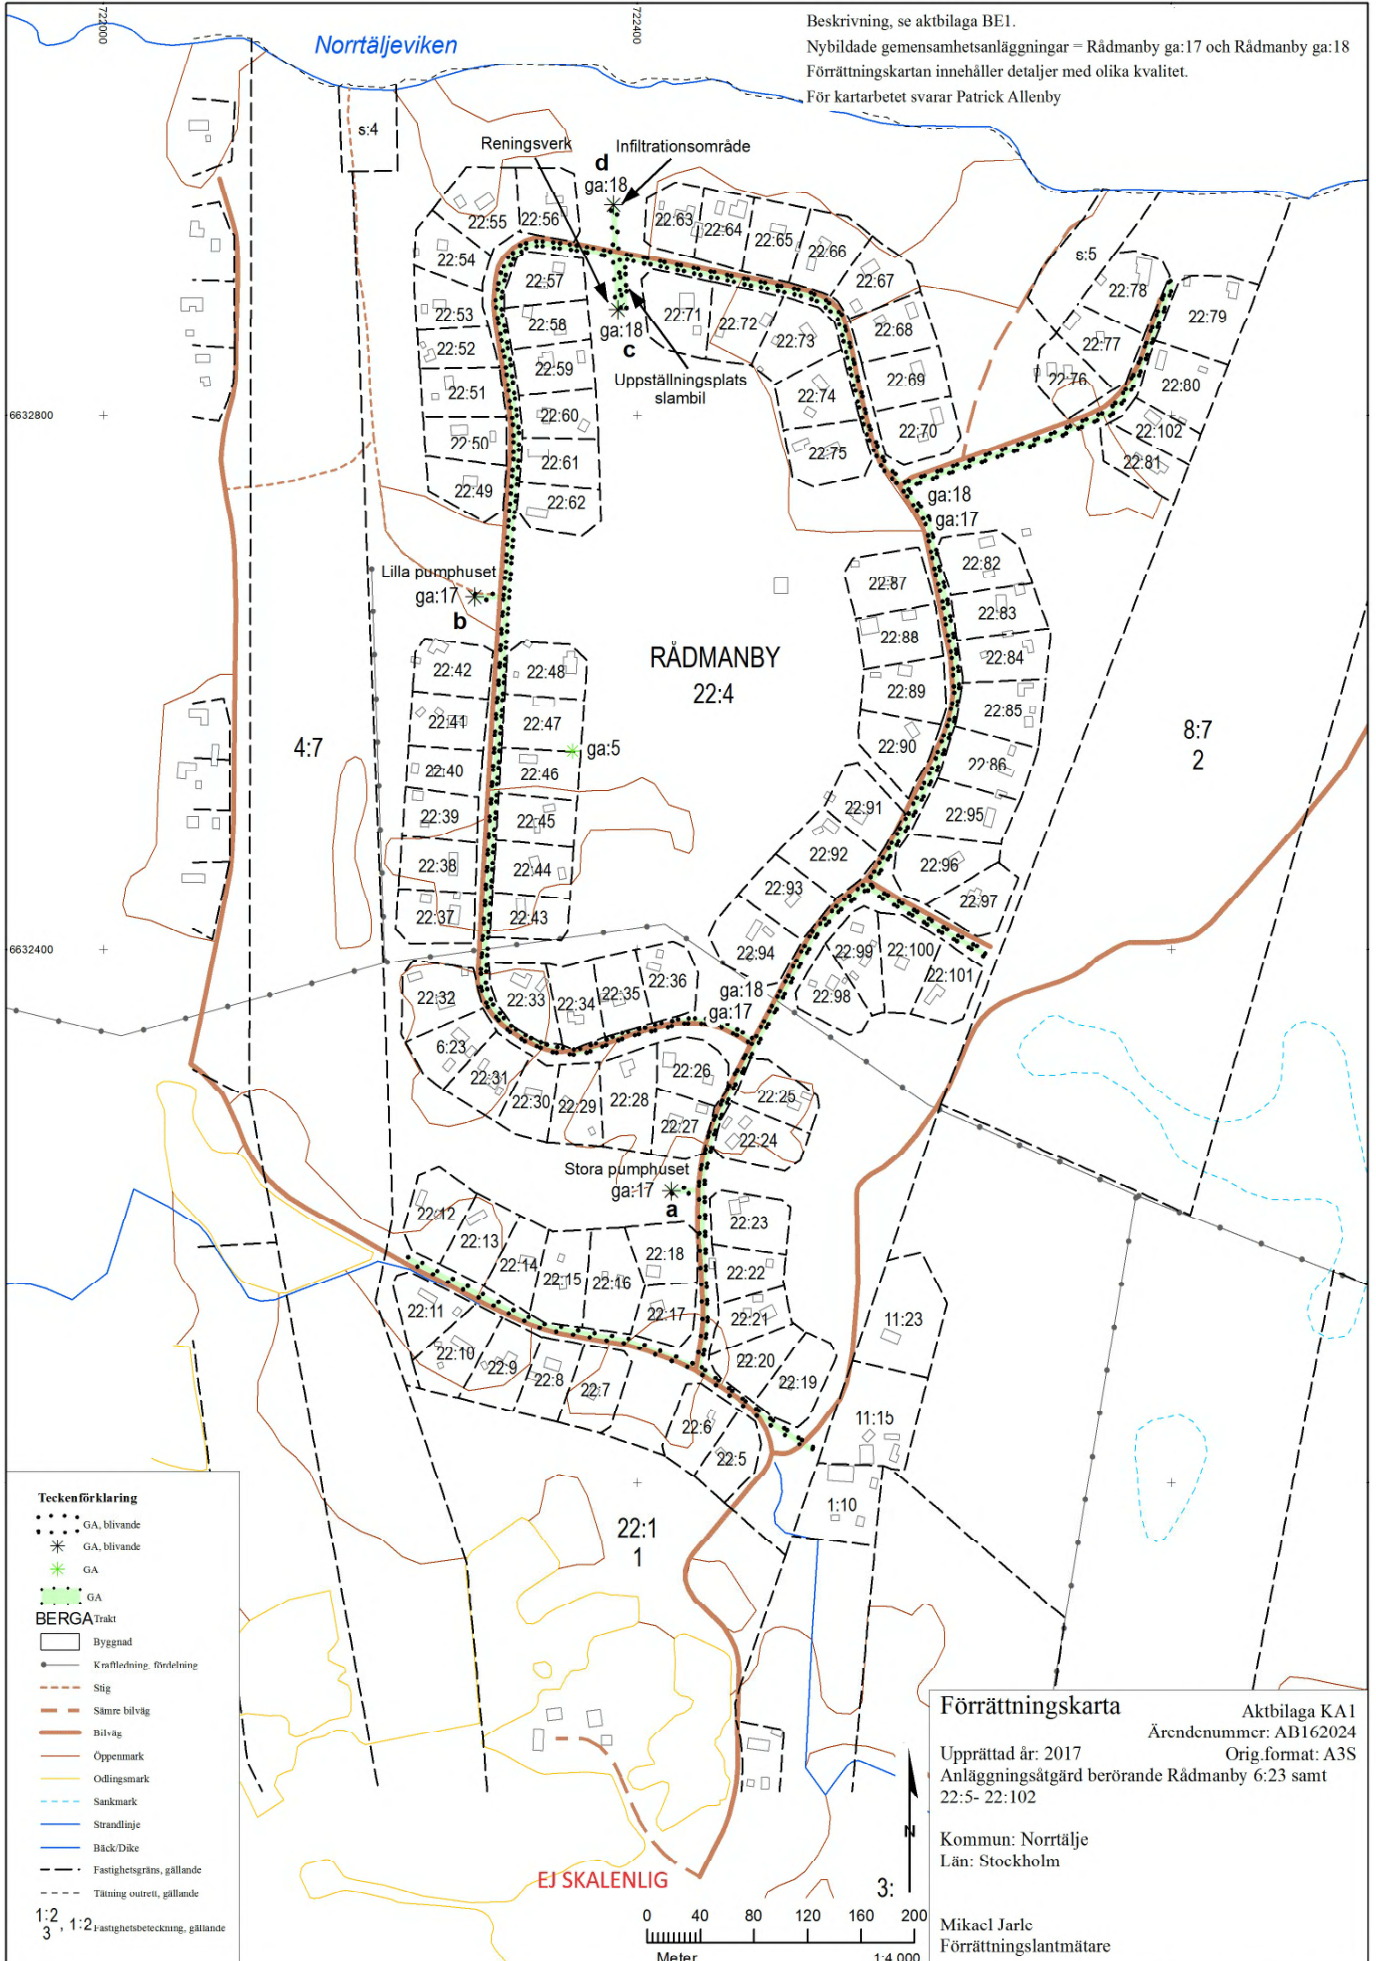 722000
722400
Norrtäljeviken
Beskrivning, se aktbilaga BE1.
Nybildade gemensamhetsanläggningar = Rådmanby ga:17 och Rådmanby ga:18
Förrättningskartan innehåller detaljer med olika kvalitet.
För kartarbetet svarar Patrick Allenby
s:4
Reningsverk
d
Infiltrationsområde
ga:18
22:55
22:56
22:63
22:64
22:65
22:66
22:54
22:57
22:67
s:5
22:78
22:53
22:58
ga:18
c
22:71
22:72
22:73
22:68
22:77
22:79
22:52
22:59
Uppställningsplats
slambil
22:69
22:76
22:80
22:51
22:60
22:74
6632800
22:50
22:61
22:75
22:70
22:102
22:81
22:49
22:62
ga:18
ga:17
Lilla pumphuset
ga:17
b
22:82
22:87
22:83
22:88
22:84
RÅDMANBY
22:4
22:42
22:48
22:89
22:85
22:41
22:47
ga:5
22:90
22:86
4:7
8:7
2
22:40
22:46
22:39
22:45
22:91
22:95
22:92
22:38
22:44
22:96
22:93
22:97
22:37
22:43
6632400
22:94
22:99
22:100
22:101
22:32
22:33
22:34
22:35
22:36
ga:18
ga:17
22:98
6:23
22:31
22:30
22:29
22:28
22:26
22:25
22:27
22:24
Stora pumphuset
ga:17
a
22:12
22:13
22:14
22:15
22:16
22:18
22:23
22:22
22:11
22:17
22:21
11:23
22:10
22:9
22:8
22:7
22:20
22:19
22:6
22:5
11:15
1:10
22:1
1
Teckenförklaring
GA, blivande
GA, blivande
GA
GA
BERGA Trakt
Byggnad
Kraftledning, fördelning
Stig
Sämre bilväg
Bilväg
Öppenmark
Odlingsmark
Sankmark
Strandlinje
Bäck/Dike
Fastighetsgräns, gällande
gällande
1:2
3 , 1:2 Fastighetsbeteckning, gällande
EJ SKALENLIG
3:
N
0 40 80 120 160 200
Meter
1:4 000
Förrättningskarta
Aktbilaga KA1
Ärendenummer: AB162024
Upprättad år: 2017
Orig.format: A3S
Anläggningsåtgärd berörande Rådmanby 6:23 samt
22:5- 22:102
Kommun: Norrtälje
Län: Stockholm
Mikael Jarle
Förrättningslantmätare